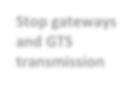 Stop gateways
and GTS
transmission